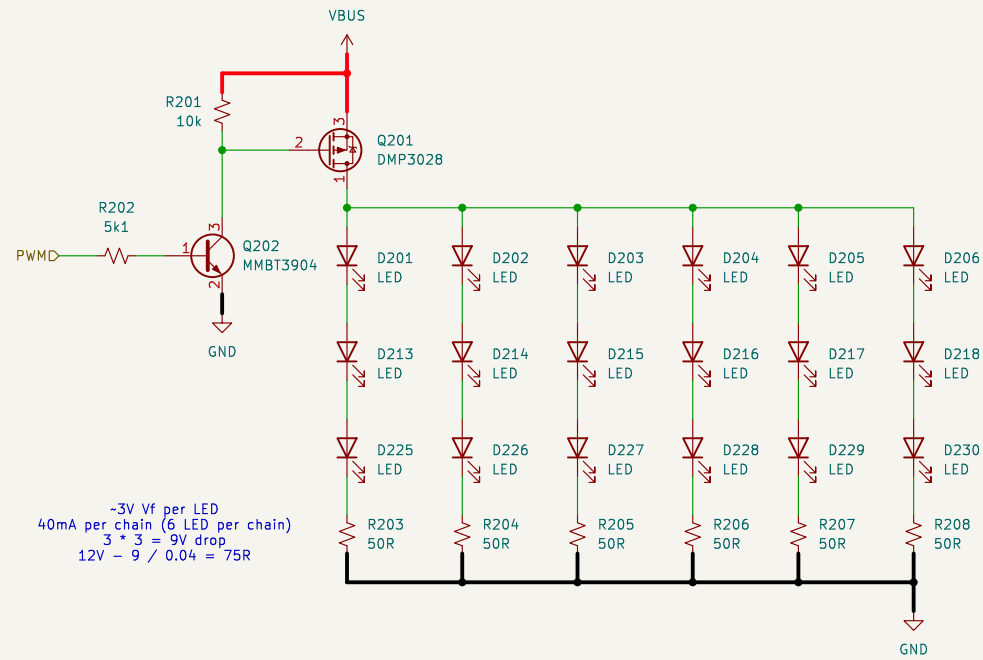 VBUS
R201
10k
3
2
Q201
DMP3028
1
R202
5k1
PWM
3
1
Q202
MMBT3904
2
GND
D201
LED
D202
LED
D203
LED
D204
LED
D205
LED
D206
LED
D213
LED
D214
LED
D215
LED
D216
LED
D217
LED
D218
LED
D225
LED
D226
LED
D227
LED
D228
LED
D229
LED
D230
LED
~3V Vf per LED
40mA per chain (6 LED per chain)
3 * 3 = 9V drop
12V - 9 / 0.04 = 75R
R203
50R
R204
50R
R205
50R
R206
50R
R207
50R
R208
50R
GND